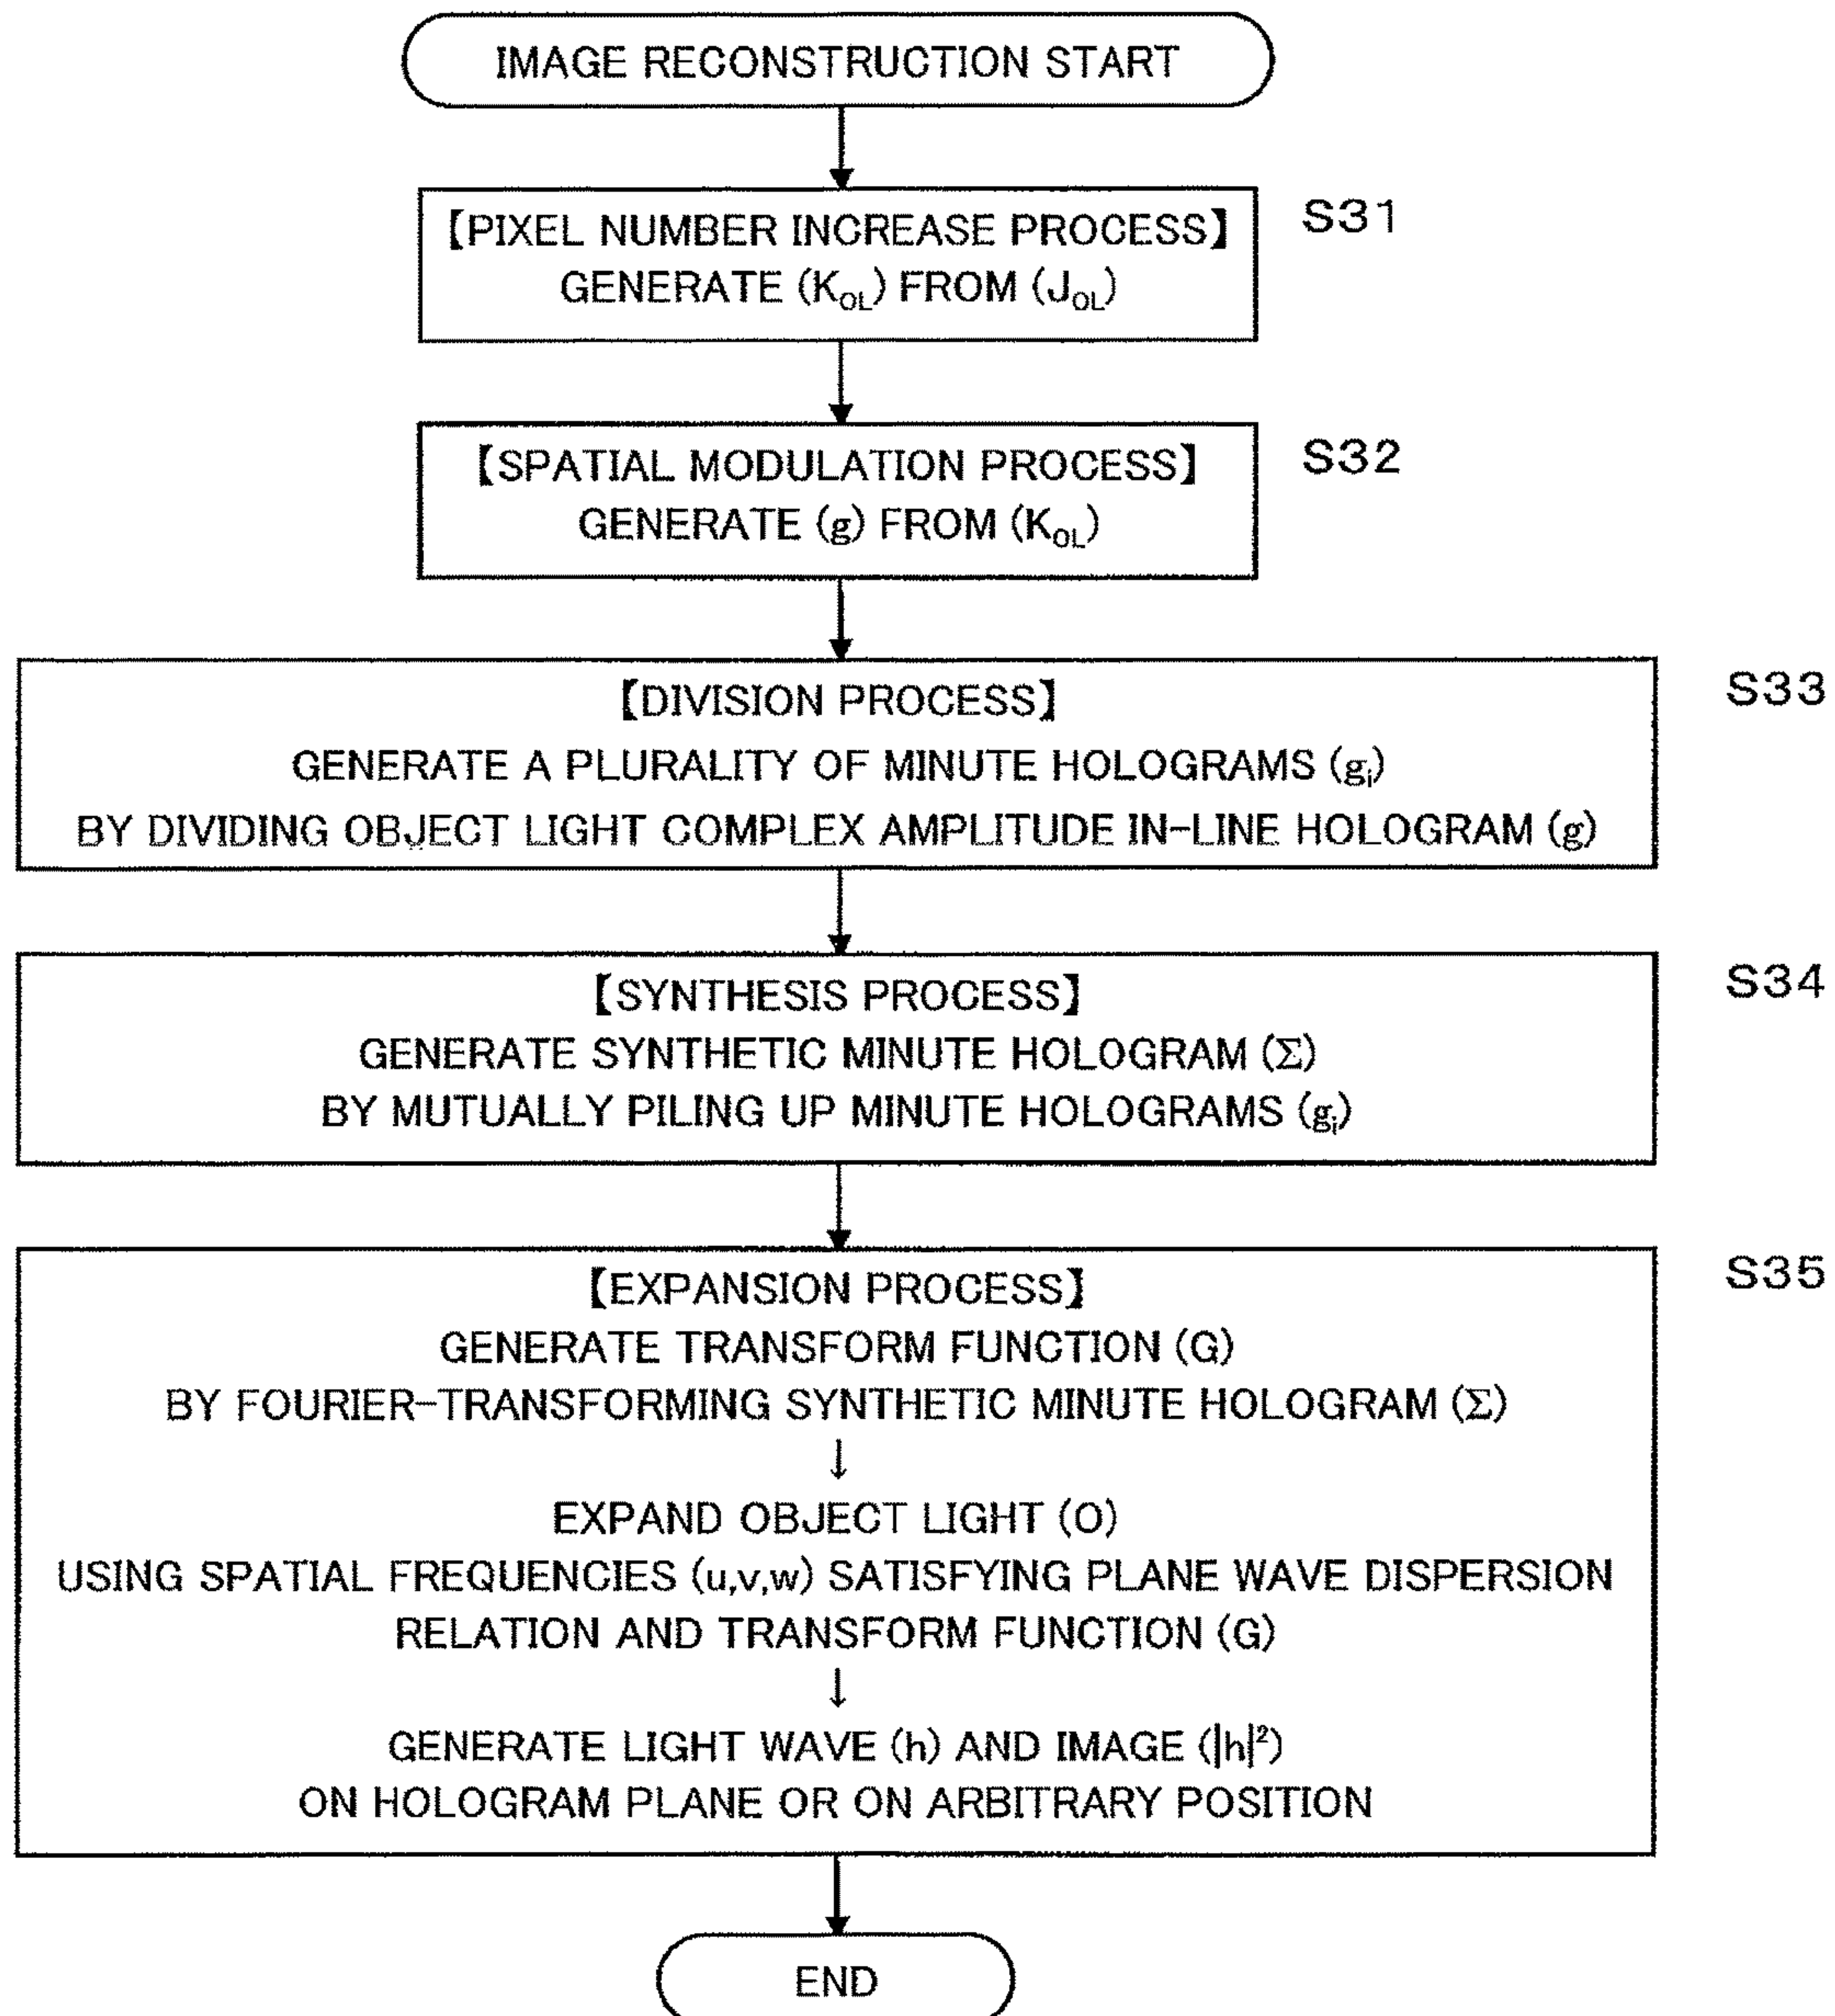 IMAGE RECONSTRUCTION START
【PIXEL NUMBER INCREASE PROCESS】 S31
GENERATE (K_OL) FROM (J_OL)
【SPATIAL MODULATION PROCESS】 S32
GENERATE (g) FROM (K_OL)
【DIVISION PROCESS】 S33
GENERATE A PLURALITY OF MINUTE HOLOGRAMS (g_i)
BY DIVIDING OBJECT LIGHT COMPLEX AMPLITUDE IN-LINE HOLOGRAM (g)
【SYNTHESIS PROCESS】 S34
GENERATE SYNTHETIC MINUTE HOLOGRAM (Σ)
BY MUTUALLY PILING UP MINUTE HOLOGRAMS (g_i)
【EXPANSION PROCESS】 S35
GENERATE TRANSFORM FUNCTION (G)
BY FOURIER-TRANSFORMING SYNTHETIC MINUTE HOLOGRAM (Σ)
↓
EXPAND OBJECT LIGHT (O)
USING SPATIAL FREQUENCIES (u,v,w) SATISFYING PLANE WAVE DISPERSION
RELATION AND TRANSFORM FUNCTION (G)
↓
GENERATE LIGHT WAVE (h) AND IMAGE (|h|²)
ON HOLOGRAM PLANE OR ON ARBITRARY POSITION
END